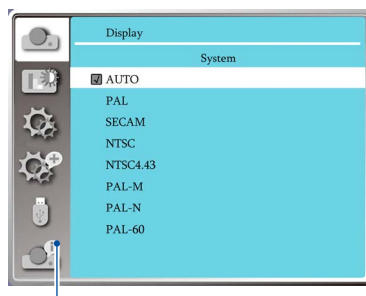 Display
System
AUTO
PAL
SECAM
NTSC
NTSC4.43
PAL-M
PAL-N
PAL-60